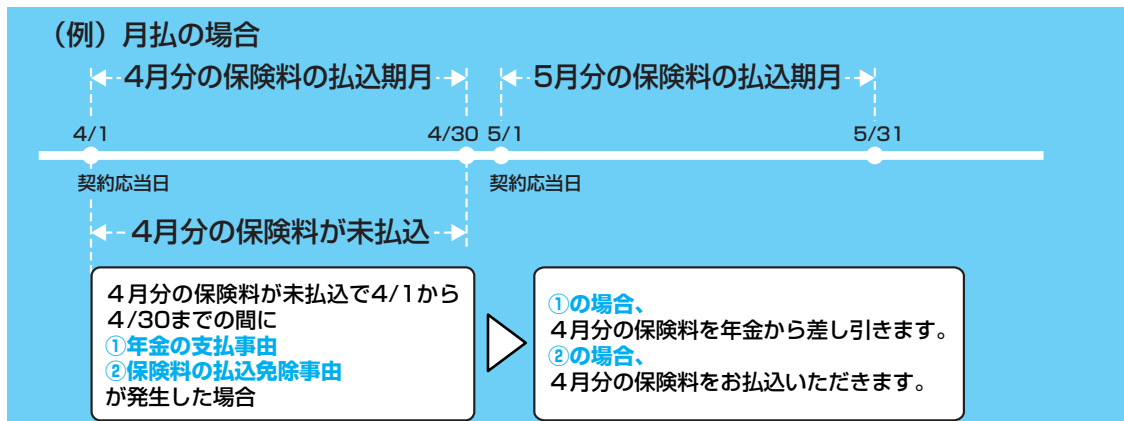 （例）月払の場合
4月分の保険料の払込期月 5月分の保険料の払込期月
4/1 4/30 5/1 5/31
契約応当日 契約応当日
4月分の保険料が未払込
４月分の保険料が未払込で4/1から
４/30までの間に
①年金の支払事由
②保険料の払込免除事由
が発生した場合
①の場合、
４月分の保険料を年金から差し引きます。
②の場合、
４月分の保険料をお払込いただきます。